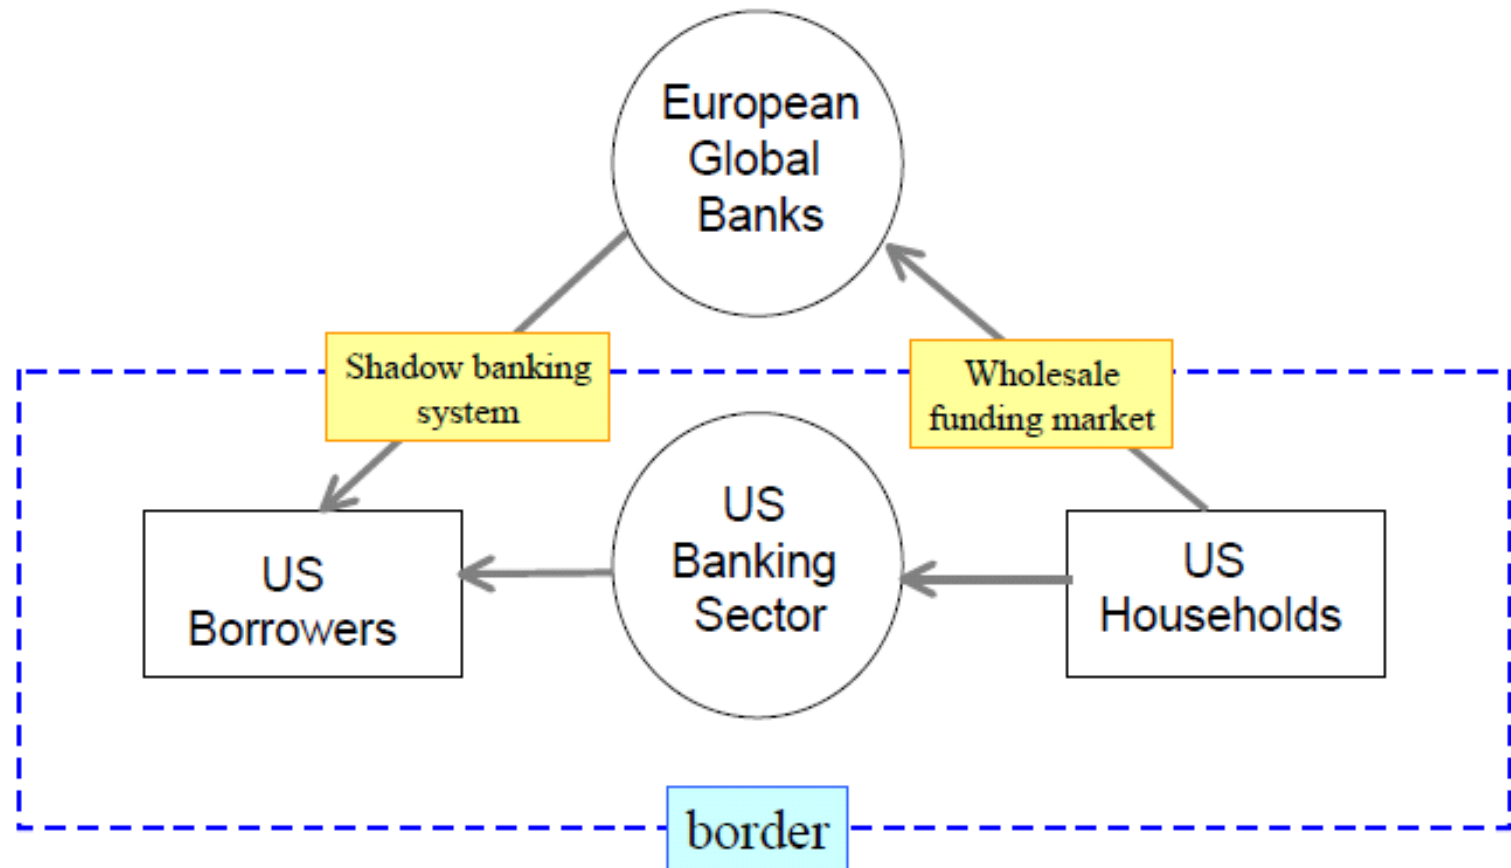 European
Global
Banks
Shadow banking
system
Wholesale
funding market
US
Borrowers
US
Banking
Sector
US
Households
border